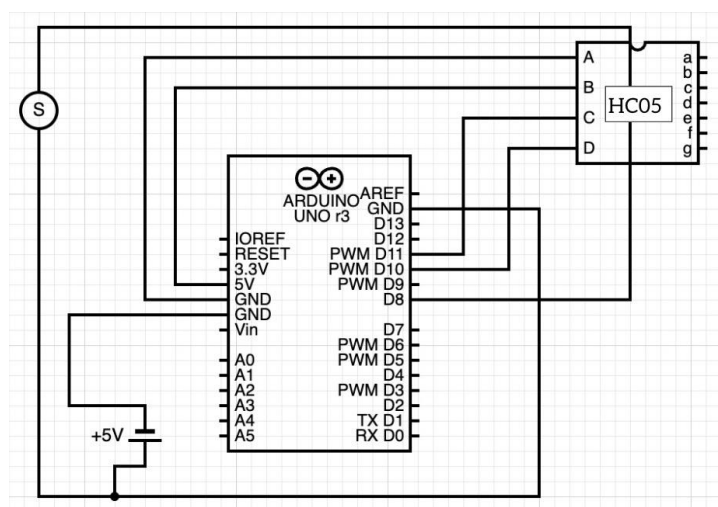 S
A
B
C
D
HC05
a
b
c
d
e
f
g
ARDUINO
UNO r3
IOREF
RESET
3.3V
5V
GND
GND
Vin
A0
A1
A2
A3
A4
A5
AREF
GND
D13
D12
PWM D11
PWM D10
PWM D9
D8
D7
PWM D6
PWM D5
D4
PWM D3
D2
TX D1
RX D0
+5V